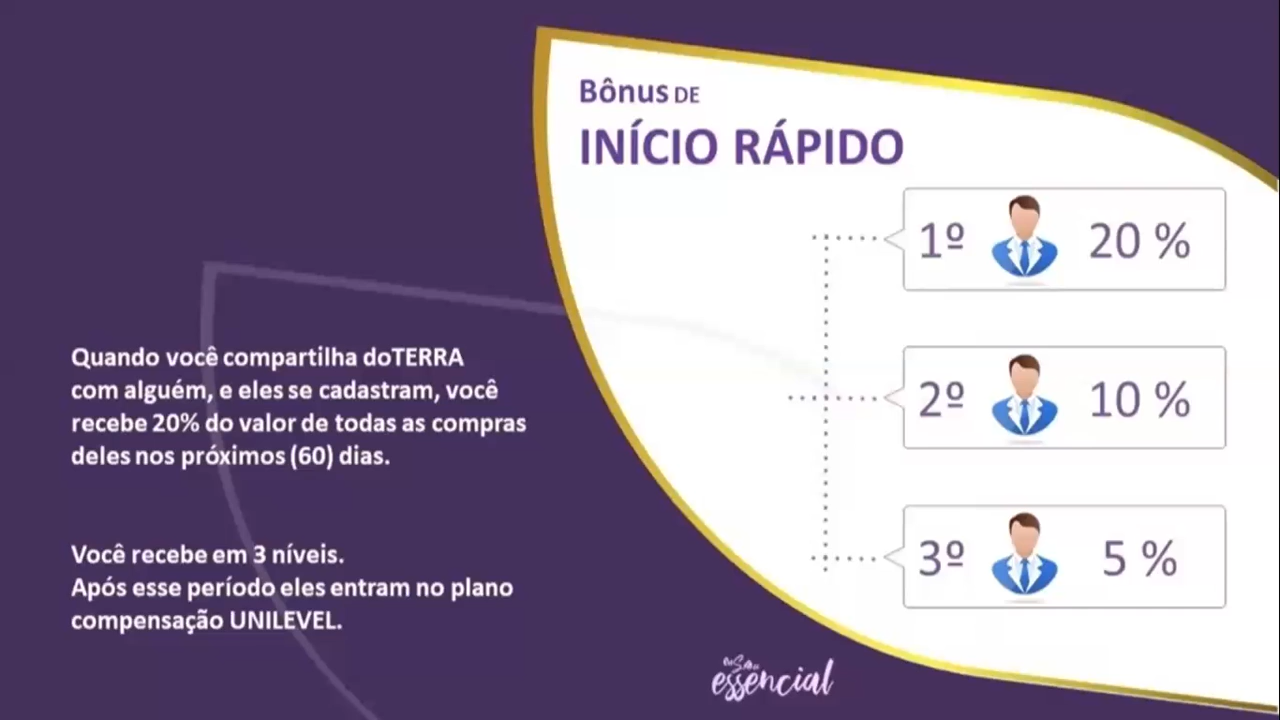 Bônus DE
INÍCIO RÁPIDO
1º 20 %
2º 10 %
3º 5 %
Quando você compartilha doTERRA
com alguém, e eles se cadastram, você
recebe 20% do valor de todas as compras
deles nos próximos (60) dias.
Você recebe em 3 níveis.
Após esse período eles entram no plano
compensação UNILEVEL.
essencial